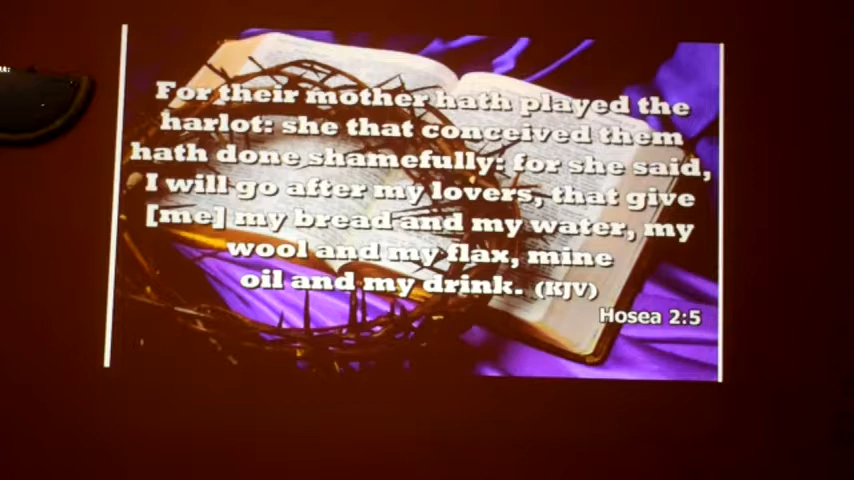 For their mother hath played the
harlot: she that conceived them
hath done shamefully: for she said,
I will go after my lovers, that give
[me] my bread and my water, my
wool and my flax, mine
oil and my drink. (KJV)
Hosea 2:5